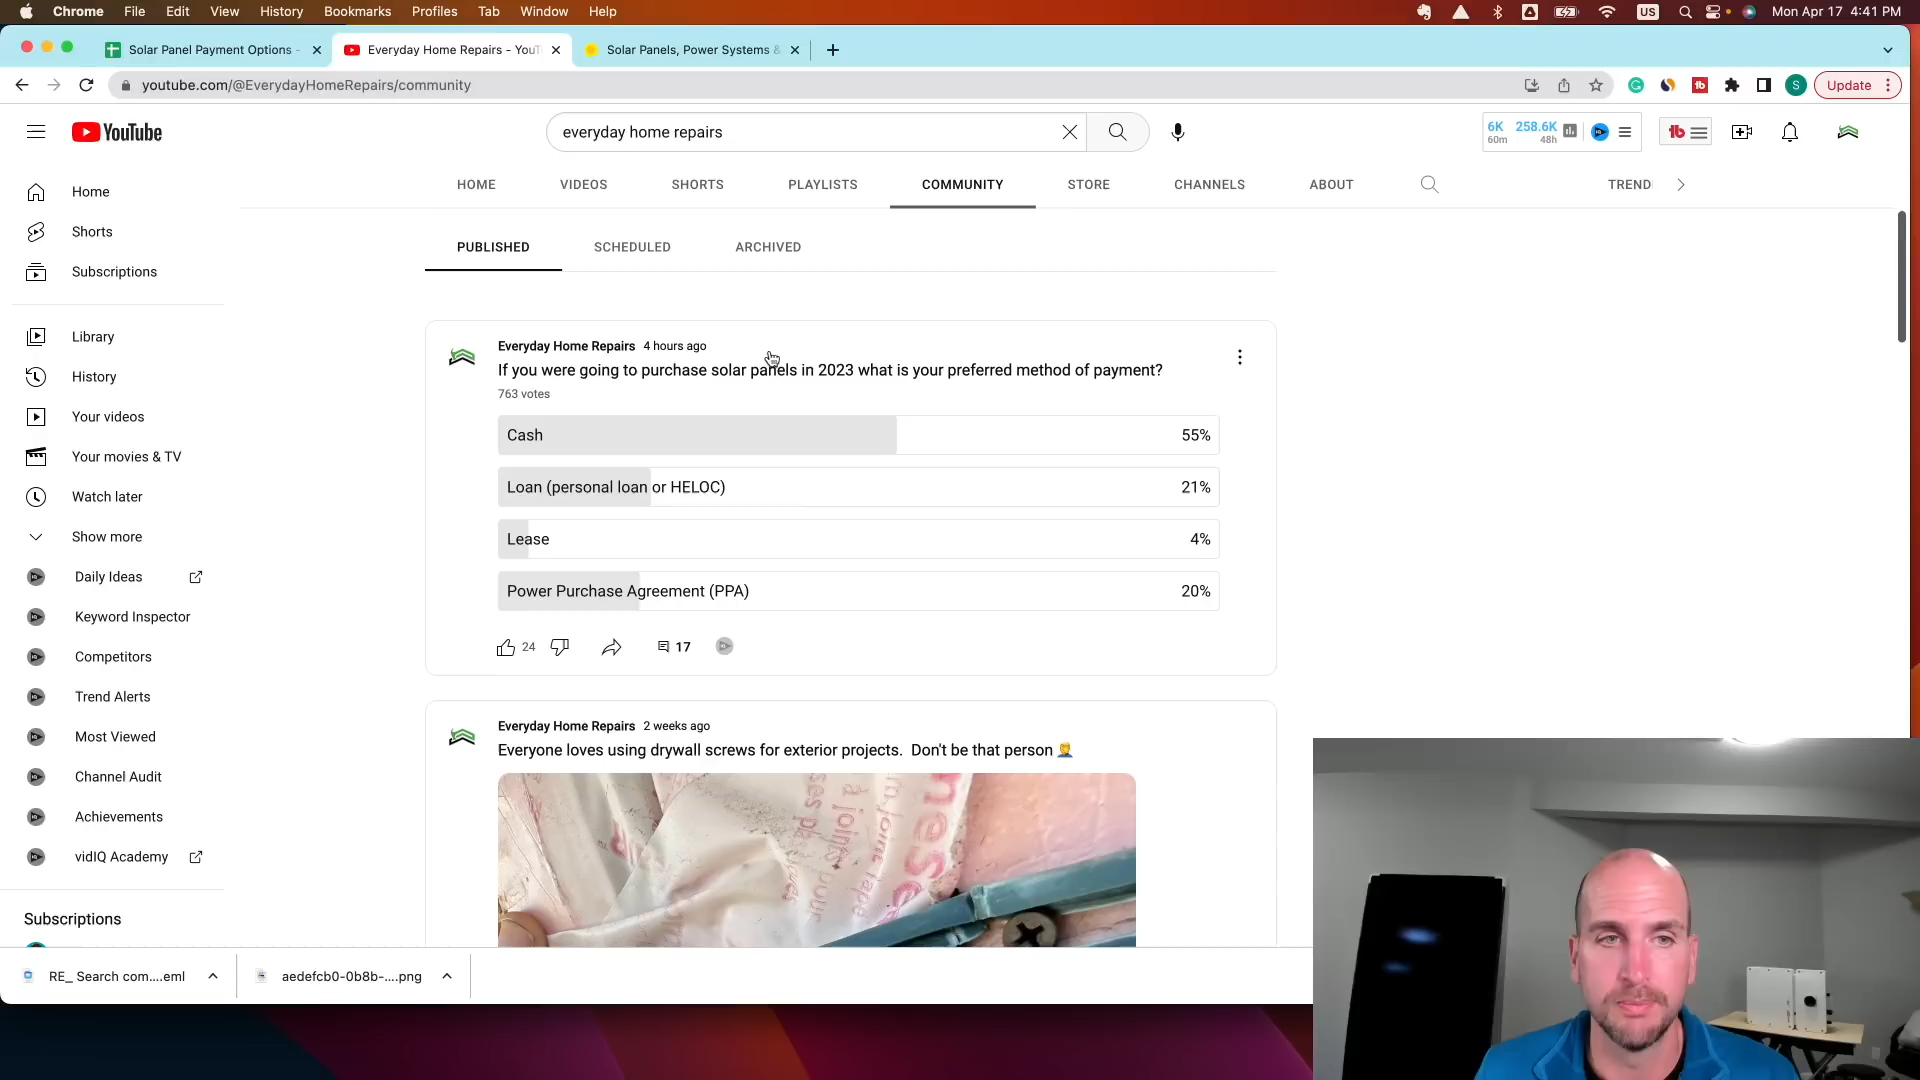 Chrome File Edit View History Bookmarks Profiles Tab Window Help US Mon Apr 17 4:41 PM
Solar Panel Payment Options - Everyday Home Repairs - YouT Solar Panels, Power Systems &
youtube.com/@EverydayHomeRepairs/community S Update
YouTube everyday home repairs 6K 60m 258.6K 48h tb
HOME VIDEOS SHORTS PLAYLISTS COMMUNITY STORE CHANNELS ABOUT TREND
PUBLISHED SCHEDULED ARCHIVED
Home
Shorts
Subscriptions
Library
History
Your videos
Your movies & TV
Watch later
Show more
Daily Ideas
Keyword Inspector
Competitors
Trend Alerts
Most Viewed
Channel Audit
Achievements
vidIQ Academy
Subscriptions
Everyday Home Repairs 4 hours ago
If you were going to purchase solar panels in 2023 what is your preferred method of payment?
763 votes
Cash 55%
Loan (personal loan or HELOC) 21%
Lease 4%
Power Purchase Agreement (PPA) 20%
24 17
Everyday Home Repairs 2 weeks ago
Everyone loves using drywall screws for exterior projects. Don't be that person 🤦
RE_ Search com....eml aedefcb0-0b8b-....png